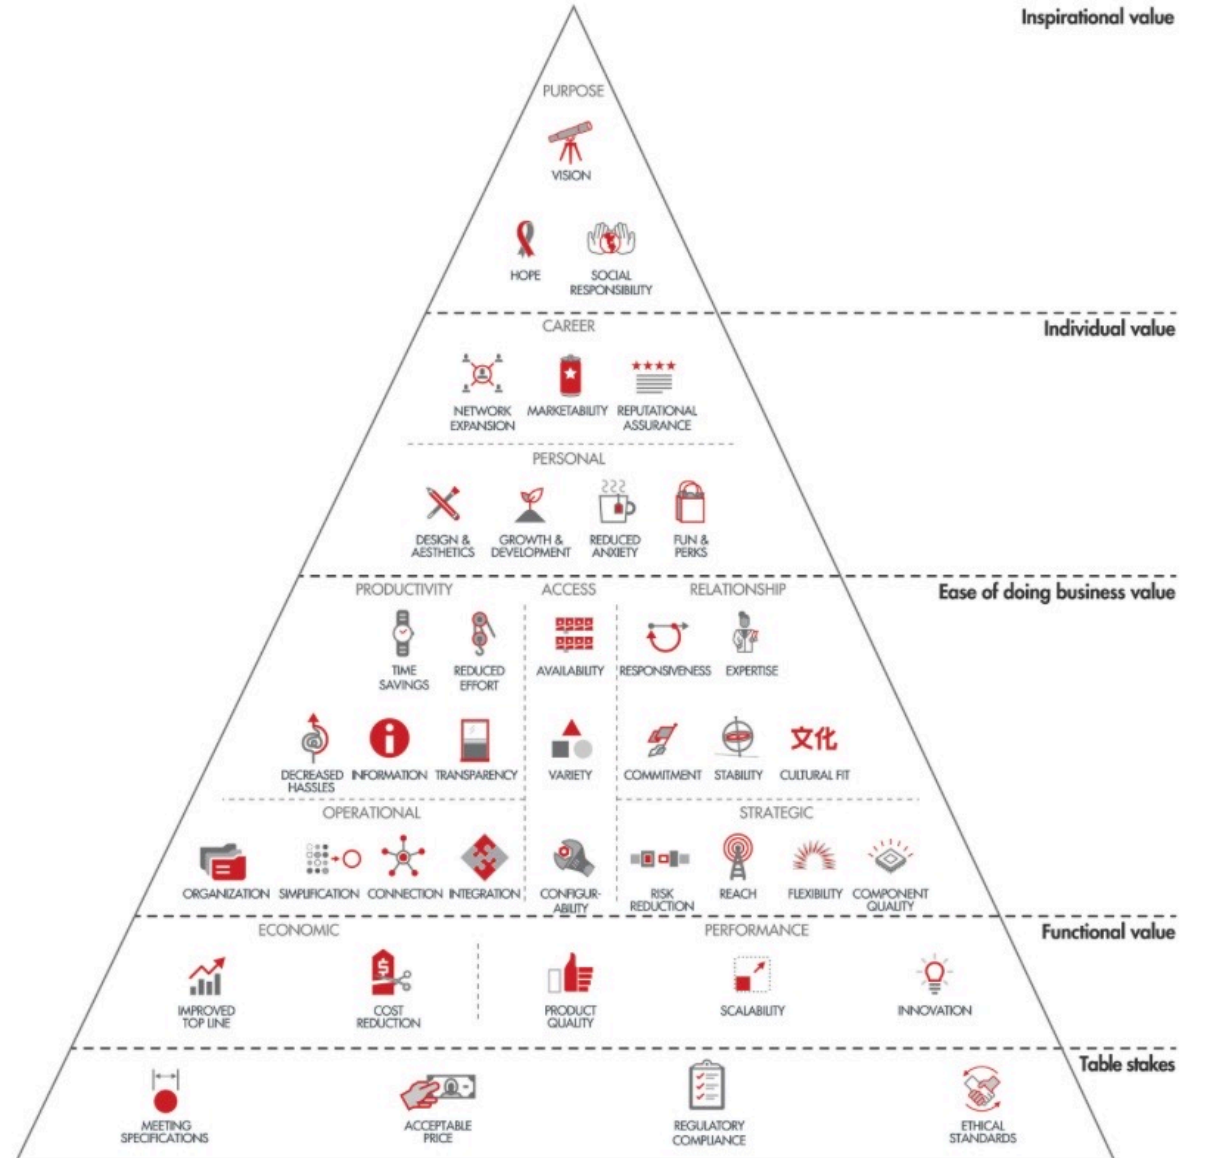 Inspirational value
PURPOSE
VISION
HOPE
SOCIAL
RESPONSIBILITY
Individual value
CAREER
NETWORK
EXPANSION
MARKETABILITY
REPUTATIONAL
ASSURANCE
PERSONAL
DESIGN &
AESTHETICS
GROWTH &
DEVELOPMENT
REDUCED
ANXIETY
FUN &
PERKS
Ease of doing business value
PRODUCTIVITY
TIME
SAVINGS
REDUCED
EFFORT
DECREASED
HASSLES
INFORMATION
TRANSPARENCY
ACCESS
AVAILABILITY
VARIETY
CONFIGUR-
ABILITY
RELATIONSHIP
RESPONSIVENESS
EXPERTISE
COMMITMENT
STABILITY
文化
CULTURAL FIT
OPERATIONAL
ORGANIZATION
SIMPLIFICATION
CONNECTION
INTEGRATION
STRATEGIC
RISK
REDUCTION
REACH
FLEXIBILITY
COMPONENT
QUALITY
Functional value
ECONOMIC
IMPROVED
TOP LINE
$
COST
REDUCTION
PERFORMANCE
PRODUCT
QUALITY
SCALABILITY
INNOVATION
Table stakes
MEETING
SPECIFICATIONS
ACCEPTABLE
PRICE
REGULATORY
COMPLIANCE
ETHICAL
STANDARDS